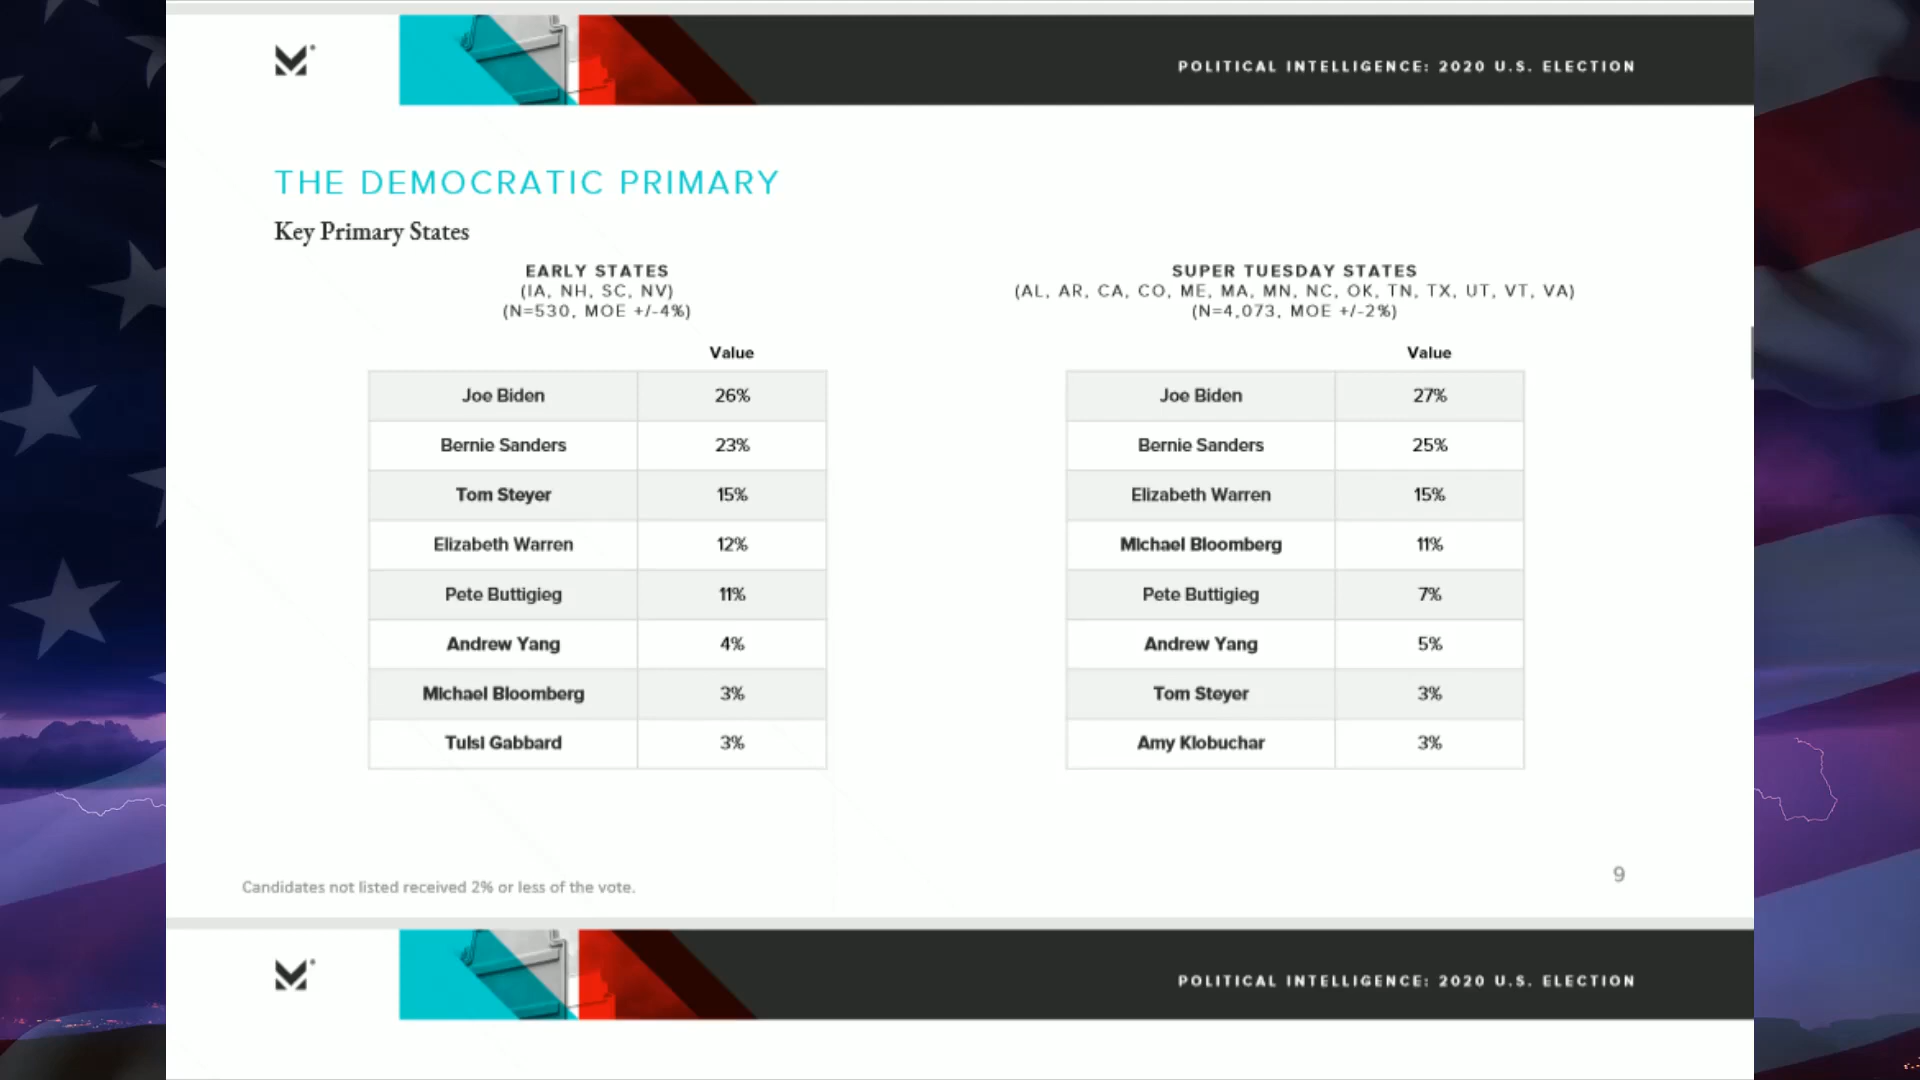 POLITICAL INTELLIGENCE: 2020 U.S. ELECTION
THE DEMOCRATIC PRIMARY
Key Primary States
EARLY STATES
(IA, NH, SC, NV)
(N=530, MOE +/-4%)
Value
Joe Biden 26%
Bernie Sanders 23%
Tom Steyer 15%
Elizabeth Warren 12%
Pete Buttigieg 11%
Andrew Yang 4%
Michael Bloomberg 3%
Tulsi Gabbard 3%
SUPER TUESDAY STATES
(AL, AR, CA, CO, ME, MA, MN, NC, OK, TN, TX, UT, VT, VA)
(N=4,073, MOE +/-2%)
Value
Joe Biden 27%
Bernie Sanders 25%
Elizabeth Warren 15%
Michael Bloomberg 11%
Pete Buttigieg 7%
Andrew Yang 5%
Tom Steyer 3%
Amy Klobuchar 3%
Candidates not listed received 2% or less of the vote.
9
POLITICAL INTELLIGENCE: 2020 U.S. ELECTION